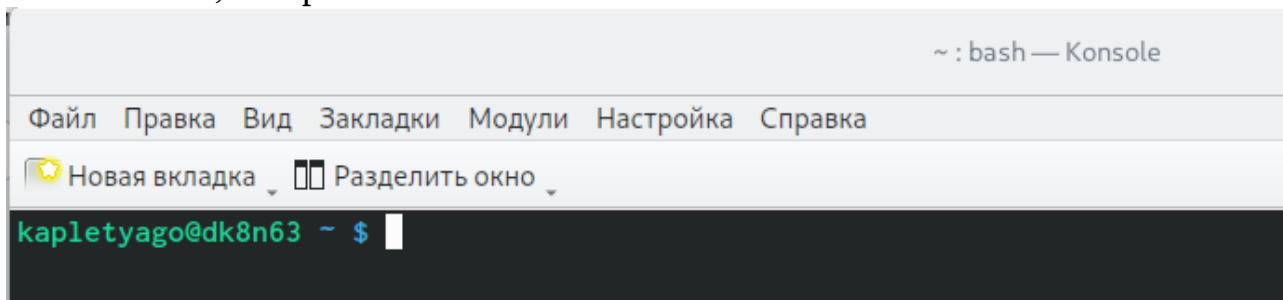 ~ : bash — Konsole
Файл Правка Вид Закладки Модули Настройка Справка
Новая вкладка Разделить окно
kapletyago@dk8n63 ~ $